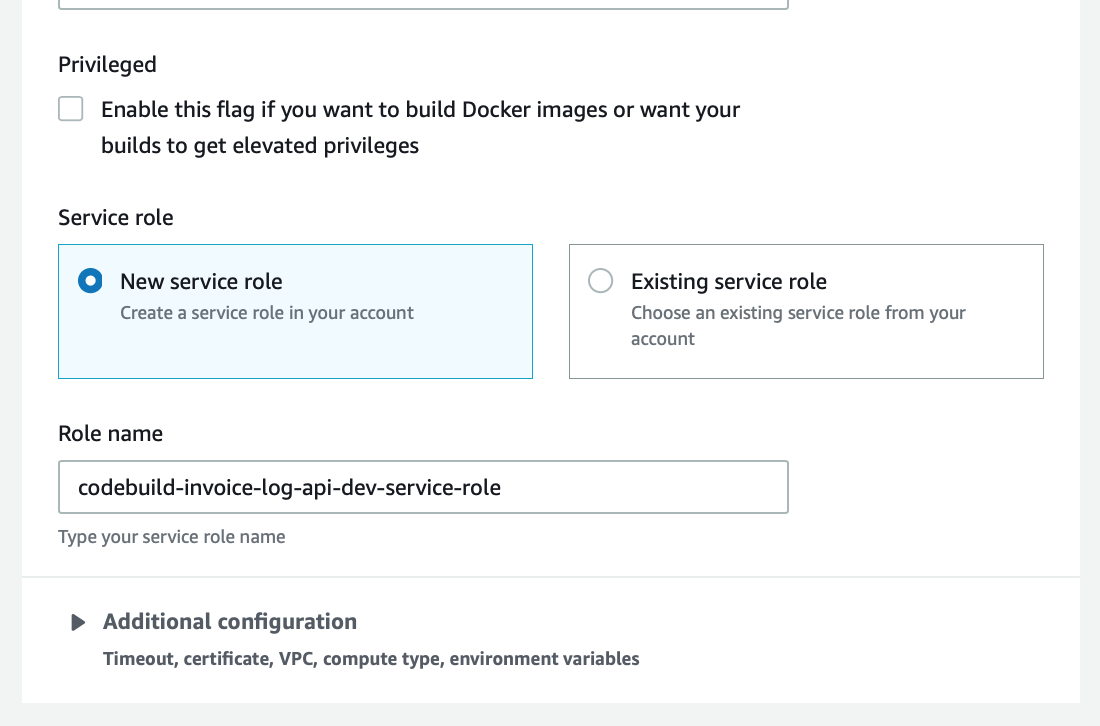 Privileged
Enable this flag if you want to build Docker images or want your
builds to get elevated privileges
Service role
New service role
Create a service role in your account
Existing service role
Choose an existing service role from your
account
Role name
codebuild-invoice-log-api-dev-service-role
Type your service role name
Additional configuration
Timeout, certificate, VPC, compute type, environment variables